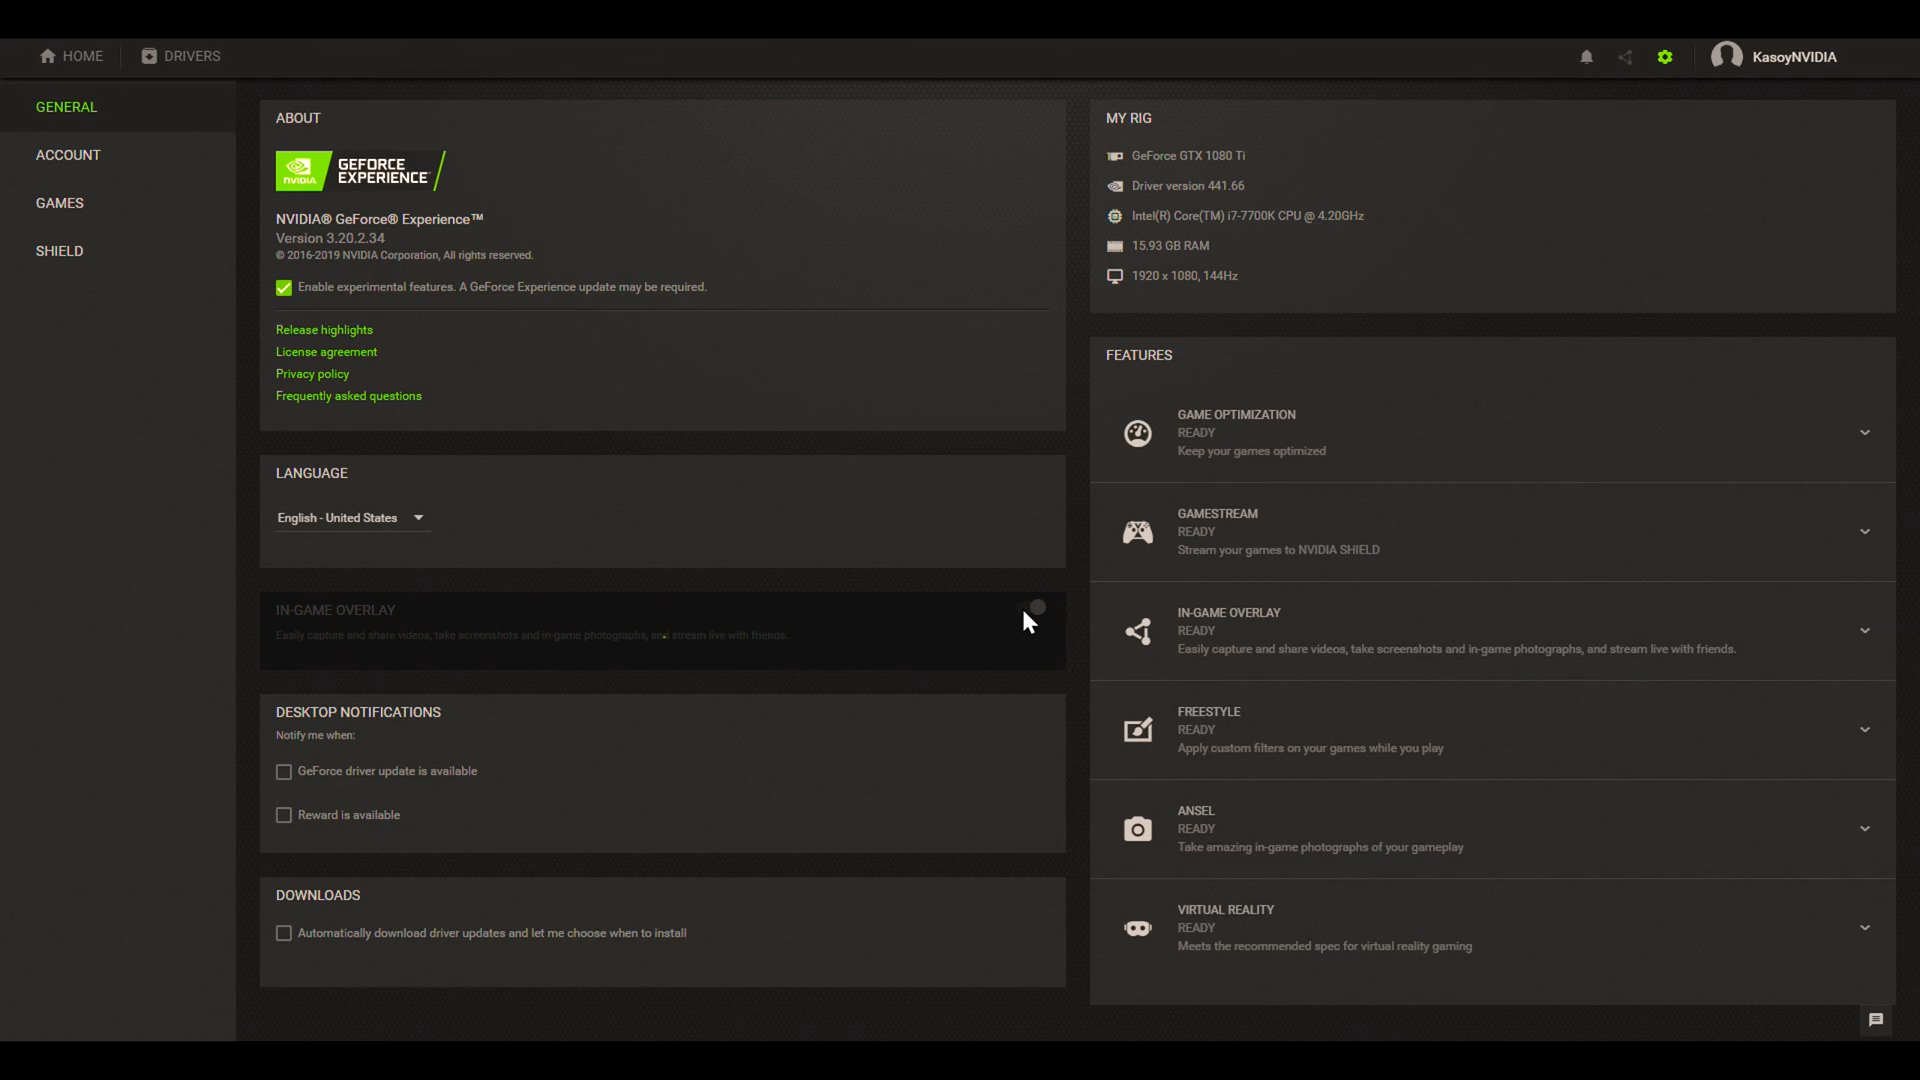 HOME
DRIVERS
KasoyNVIDIA
GENERAL
ACCOUNT
GAMES
SHIELD
ABOUT
NVIDIA
GEFORCE
EXPERIENCE
NVIDIA® GeForce® Experience™
Version 3.20.2.34
© 2016-2019 NVIDIA Corporation, All rights reserved.
Enable experimental features. A GeForce Experience update may be required.
Release highlights
License agreement
Privacy policy
Frequently asked questions
LANGUAGE
English - United States
IN-GAME OVERLAY
Easily capture and share videos, take screenshots and in-game photographs, and stream live with friends.
DESKTOP NOTIFICATIONS
Notify me when:
GeForce driver update is available
Reward is available
DOWNLOADS
Automatically download driver updates and let me choose when to install
MY RIG
GeForce GTX 1080 Ti
Driver version 441.66
Intel(R) Core(TM) i7-7700K CPU @ 4.20GHz
15.93 GB RAM
1920 x 1080, 144Hz
FEATURES
GAME OPTIMIZATION
READY
Keep your games optimized
GAMESTREAM
READY
Stream your games to NVIDIA SHIELD
IN-GAME OVERLAY
READY
Easily capture and share videos, take screenshots and in-game photographs, and stream live with friends.
FREESTYLE
READY
Apply custom filters on your games while you play
ANSEL
READY
Take amazing in-game photographs of your gameplay
VIRTUAL REALITY
READY
Meets the recommended spec for virtual reality gaming